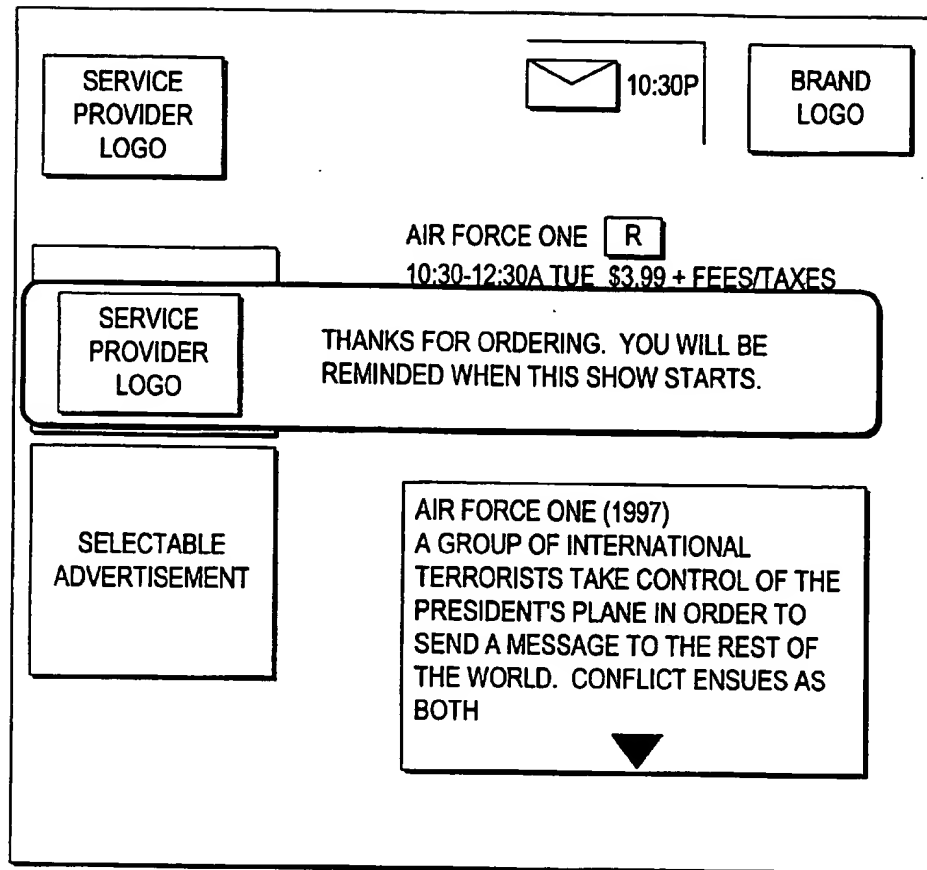 SERVICE
PROVIDER
LOGO
10:30P
BRAND
LOGO
AIR FORCE ONE R
10:30-12:30A TUE $3.99 + FEES/TAXES
SERVICE
PROVIDER
LOGO
THANKS FOR ORDERING. YOU WILL BE
REMINDED WHEN THIS SHOW STARTS.
SELECTABLE
ADVERTISEMENT
AIR FORCE ONE (1997)
A GROUP OF INTERNATIONAL
TERRORISTS TAKE CONTROL OF THE
PRESIDENT'S PLANE IN ORDER TO
SEND A MESSAGE TO THE REST OF
THE WORLD. CONFLICT ENSUES AS
BOTH